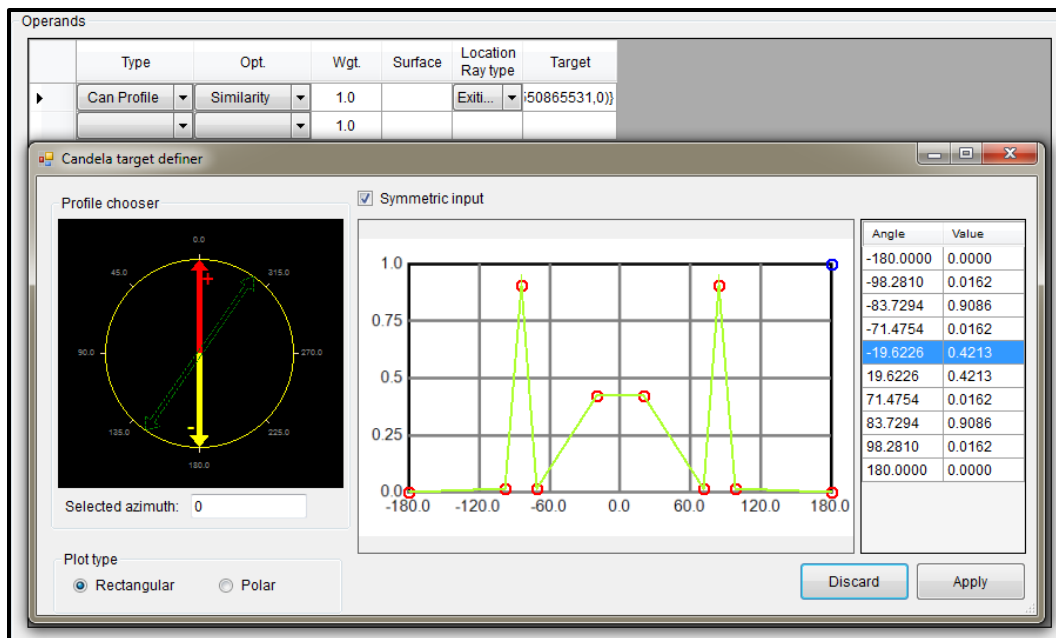 Operands
Type Opt. Wgt. Surface Location Ray type Target
Can Profile Similarity 1.0 Exiti... 50865531,0)}
1.0
Candela target definer
Profile chooser
Symmetric input
0.0
45.0 315.0
+
90.0 270.0
-
135.0 225.0
180.0
Selected azimuth: 0
Plot type
Rectangular Polar
1.0
0.75
0.5
0.25
0.0
-180.0 -120.0 -60.0 0.0 60.0 120.0 180.0
Angle Value
-180.0000 0.0000
-98.2810 0.0162
-83.7294 0.9086
-71.4754 0.0162
-19.6226 0.4213
19.6226 0.4213
71.4754 0.0162
83.7294 0.9086
98.2810 0.0162
180.0000 0.0000
Discard Apply